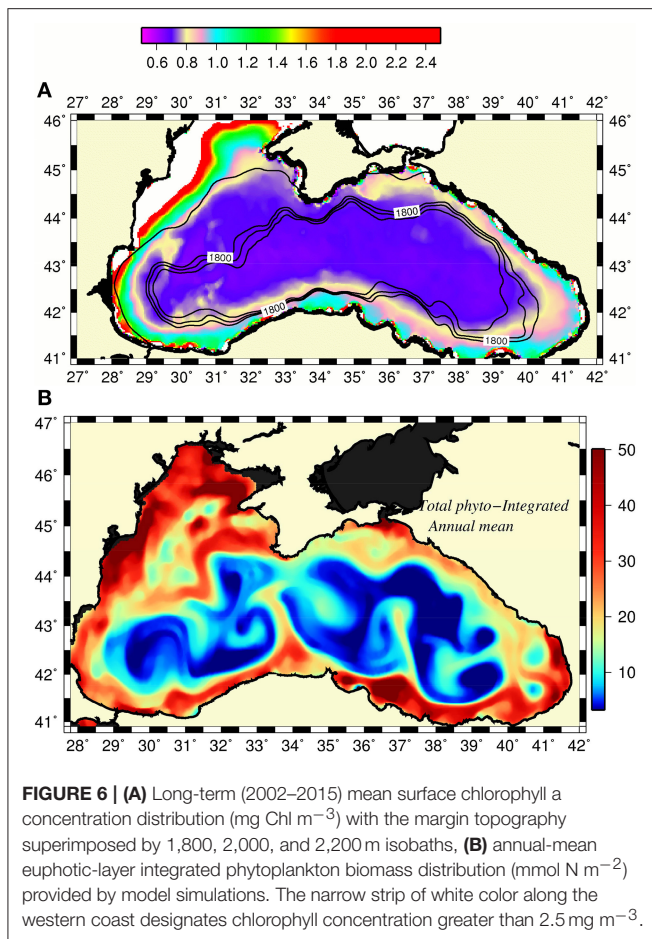 0.6 0.8 1.0 1.2 1.4 1.6 1.8 2.0 2.4
A
27° 28° 29° 30° 31° 32° 33° 34° 35° 36° 37° 38° 39° 40° 41° 42°
46° 46°
45° 45°
44° 44°
1800
1800
43° 43°
42° 42°
1800
1800
41° 41°
27° 28° 29° 30° 31° 32° 33° 34° 35° 36° 37° 38° 39° 40° 41° 42°
B
47°
46°
45°
44°
43°
42°
41°
Total phyto−Integrated
Annual mean
50
40
30
20
10
28° 29° 30° 31° 32° 33° 34° 35° 36° 37° 38° 39° 40° 41° 42°
FIGURE 6 | (A) Long-term (2002–2015) mean surface chlorophyll a
concentration distribution (mg Chl m−3) with the margin topography
superimposed by 1,800, 2,000, and 2,200 m isobaths, (B) annual-mean
euphotic-layer integrated phytoplankton biomass distribution (mmol N m−2)
provided by model simulations. The narrow strip of white color along the
western coast designates chlorophyll concentration greater than 2.5 mg m−3.